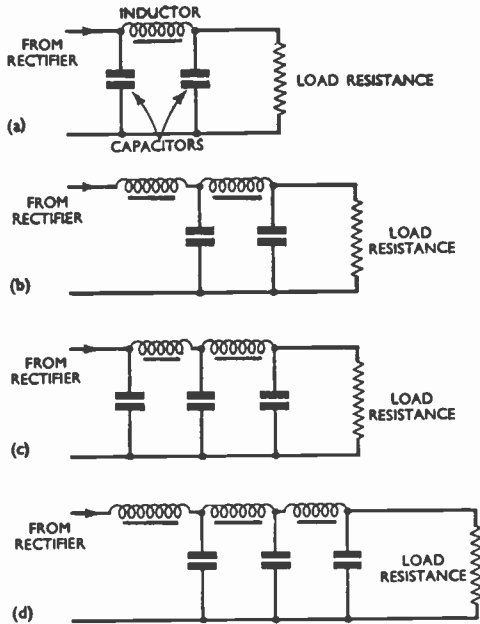 INDUCTOR
FROM
RECTIFIER
LOAD RESISTANCE
(a)
CAPACITORS
FROM
RECTIFIER
LOAD
RESISTANCE
(b)
FROM
RECTIFIER
LOAD
RESISTANCE
(c)
FROM
RECTIFIER
LOAD
RESISTANCE
(d)